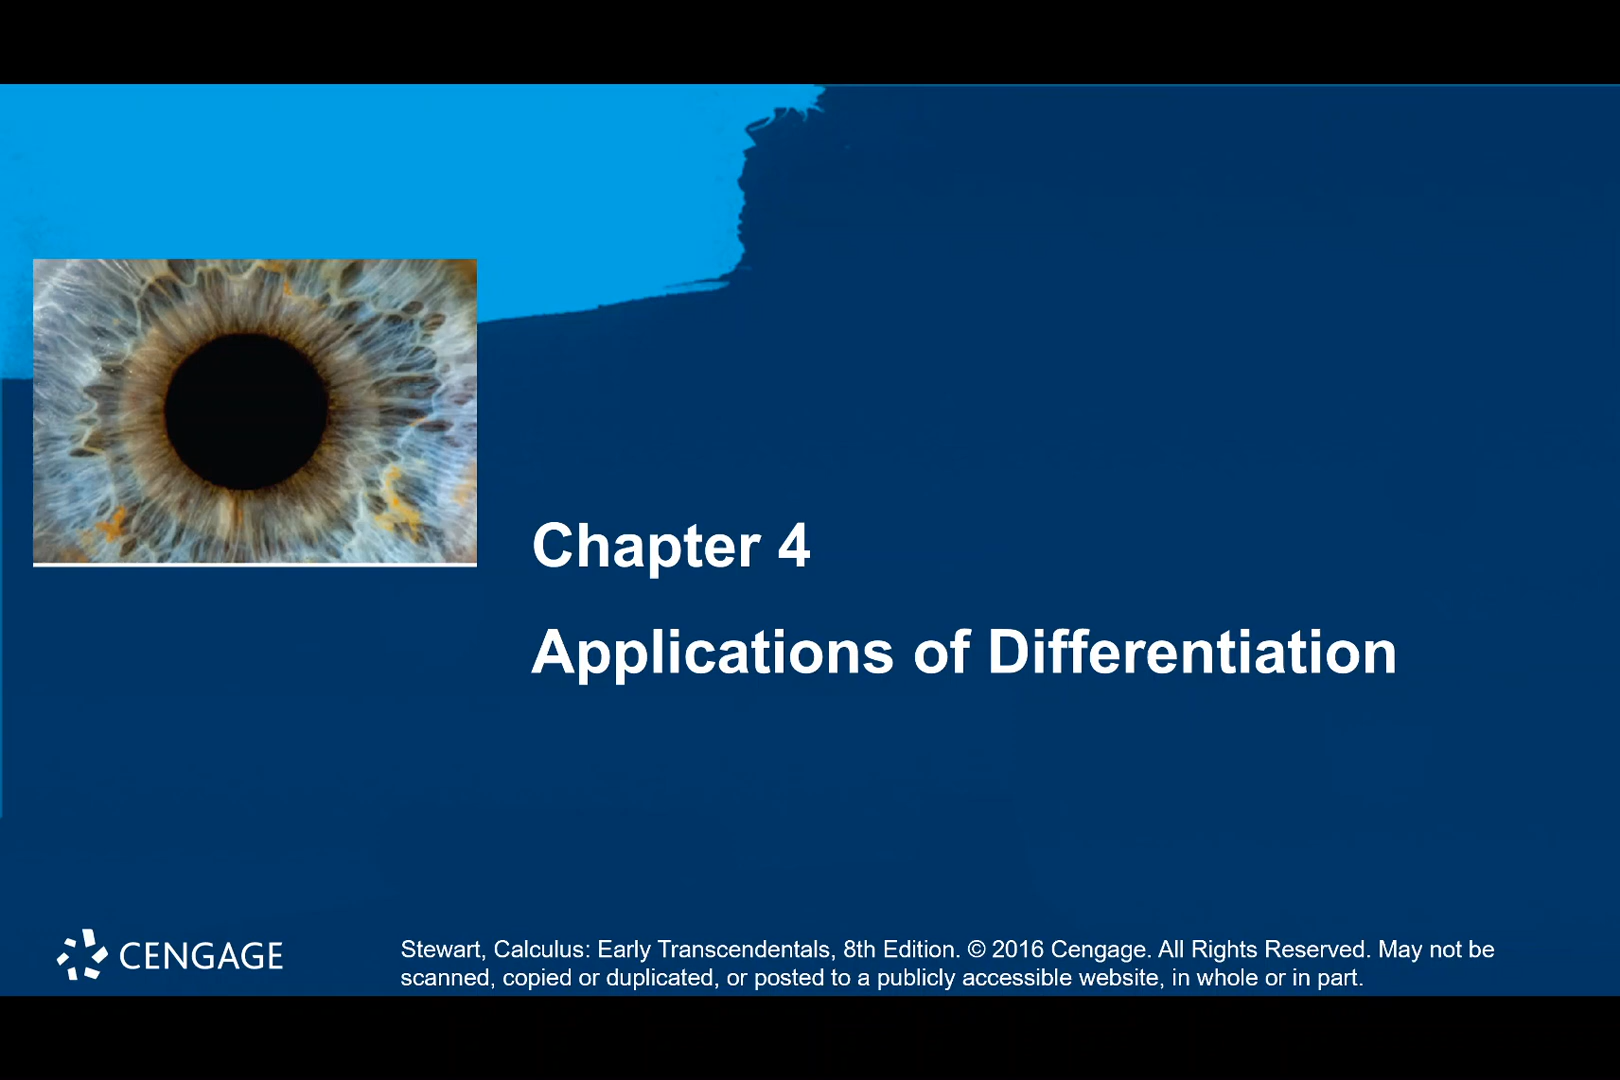 Chapter 4
Applications of Differentiation
CENGAGE
Stewart, Calculus: Early Transcendentals, 8th Edition. © 2016 Cengage. All Rights Reserved. May not be
scanned, copied or duplicated, or posted to a publicly accessible website, in whole or in part.